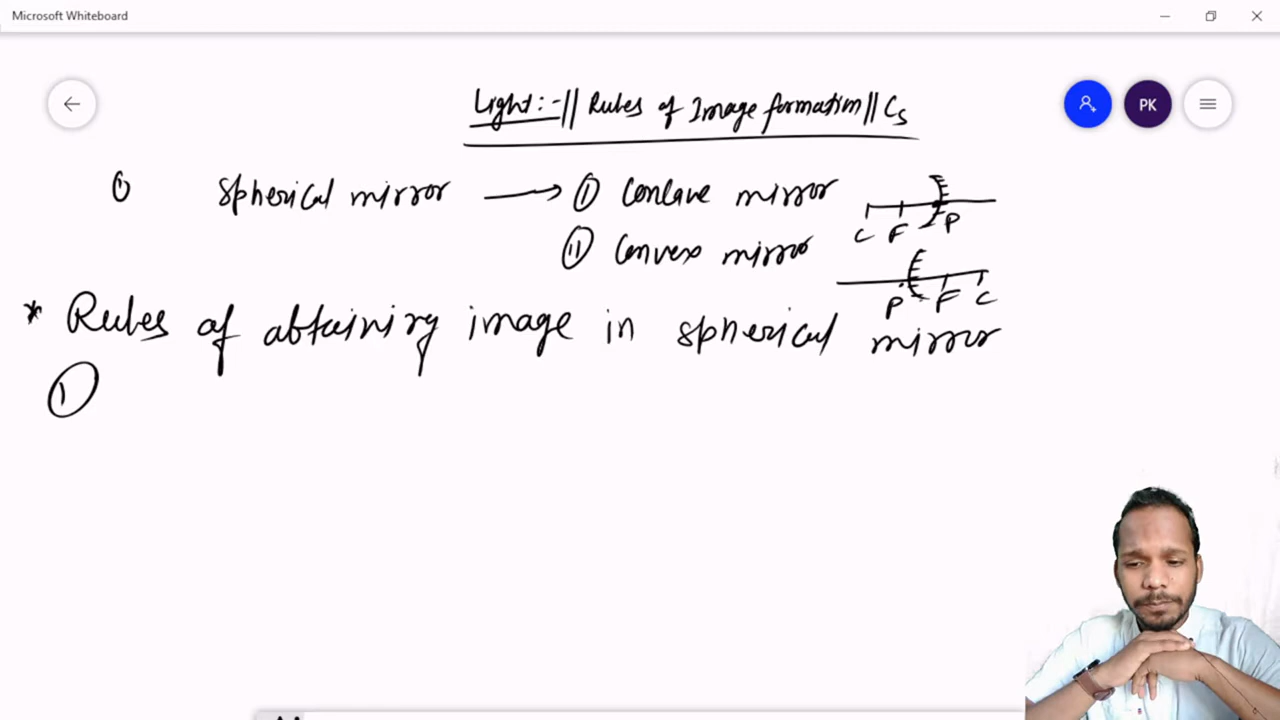 Microsoft Whiteboard
Light:-|| Rules of Image formation || Cs
PK
① Spherical mirror → ① Conlave mirror
C F P
⑪ Convex mirror
P F C
* Rules of obtaining image in spherical mirror
①